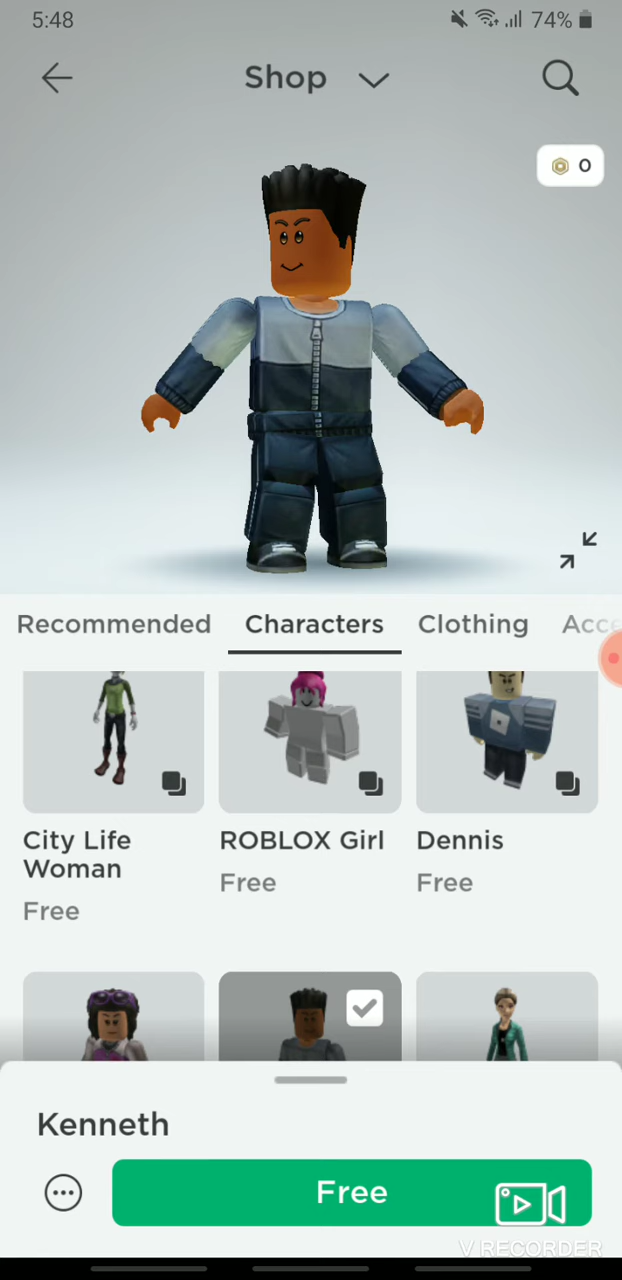 5:48
74%
Shop
0
Recommended Characters Clothing Acce
City Life
Woman
Free
ROBLOX Girl
Free
Dennis
Free
Kenneth
Free
V RECORDER